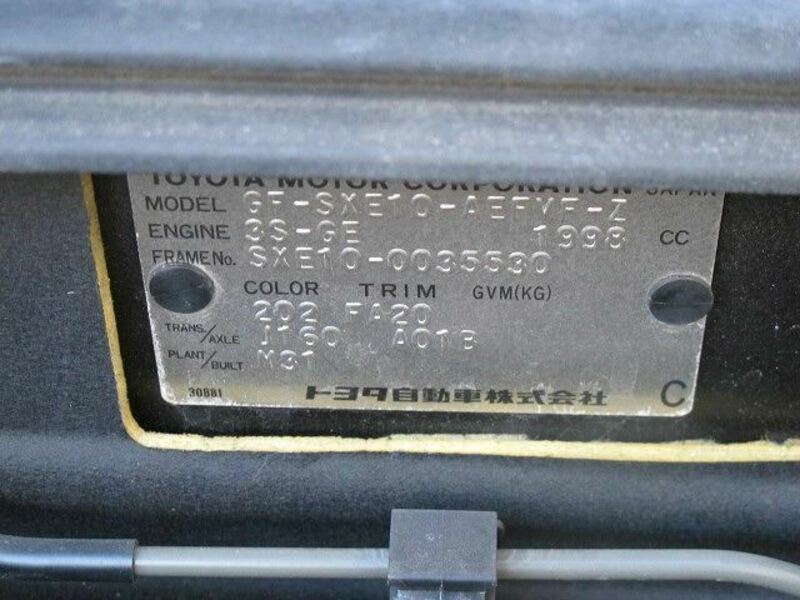 TOYOTA MOTOR CORPORATION JAPAN
MODEL GF-SXE10-AEFVF-Z
ENGINE 3S-GE 1998 CC
FRAME No. SXE10-0035530
COLOR TRIM GVM(KG)
202 FA20
TRANS./AXLE J160 A01B
PLANT/BUILT M31
30881 トヨタ自動車株式会社 C